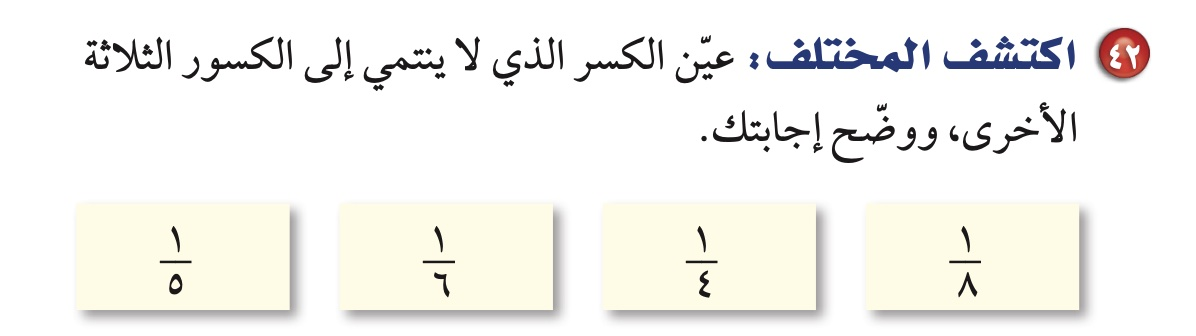 ٤٢ اكتشف المختلف: عيّن الكسر الذي لا ينتمي إلى الكسور الثلاثة
الأخرى، ووضّح إجابتك.
١/٨ ١/٤ ١/٦ ١/٥